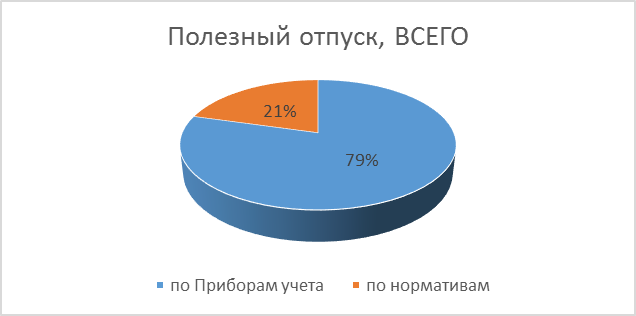 Полезный отпуск, ВСЕГО
21%
79%
по Приборам учета
по нормативам